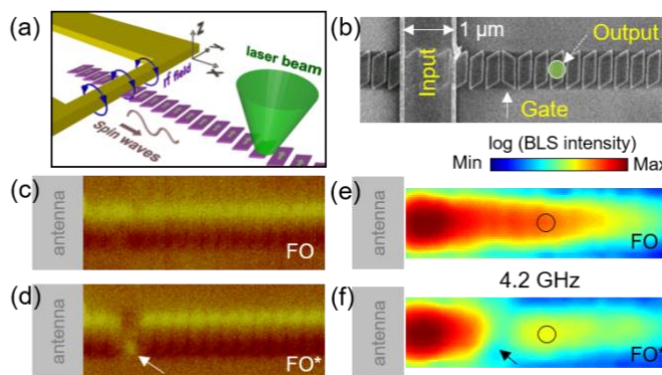 (a)
z
y
x
rf field
laser beam
Spin waves
(b)
1 μm
Input
Output
Gate
log (BLS intensity)
Min
Max
(c)
antenna
FO
(d)
antenna
FO*
(e)
antenna
FO
4.2 GHz
(f)
antenna
FO*